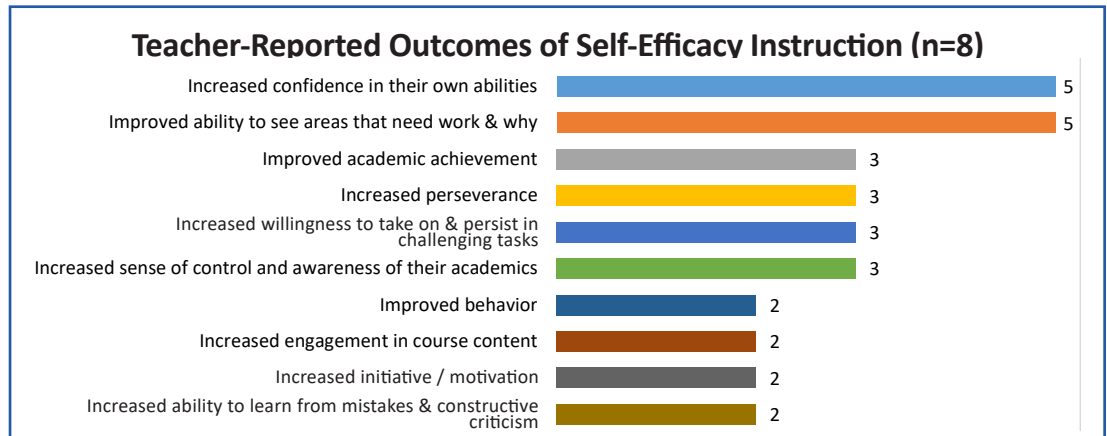 Teacher-Reported Outcomes of Self-Efficacy Instruction (n=8)
Increased confidence in their own abilities 5
Improved ability to see areas that need work & why 5
Improved academic achievement 3
Increased perseverance 3
Increased willingness to take on & persist in
challenging tasks 3
Increased sense of control and awareness of their academics 3
Improved behavior 2
Increased engagement in course content 2
Increased initiative / motivation 2
Increased ability to learn from mistakes & constructive
criticism 2